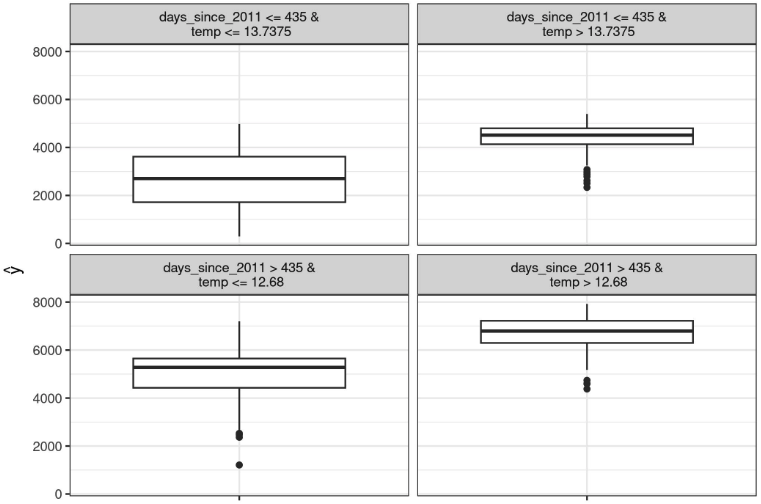 days_since_2011 <= 435 &
temp <= 13.7375
days_since_2011 <= 435 &
temp > 13.7375
8000
6000
4000
2000
0
ŷ
days_since_2011 > 435 &
temp <= 12.68
days_since_2011 > 435 &
temp > 12.68
8000
6000
4000
2000
0